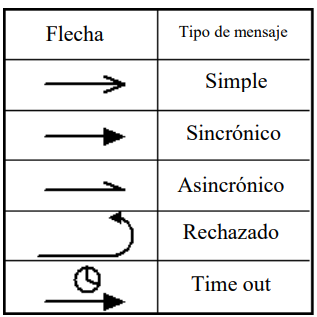 Flecha Tipo de mensaje
Simple
Sincrónico
Asincrónico
Rechazado
Time out